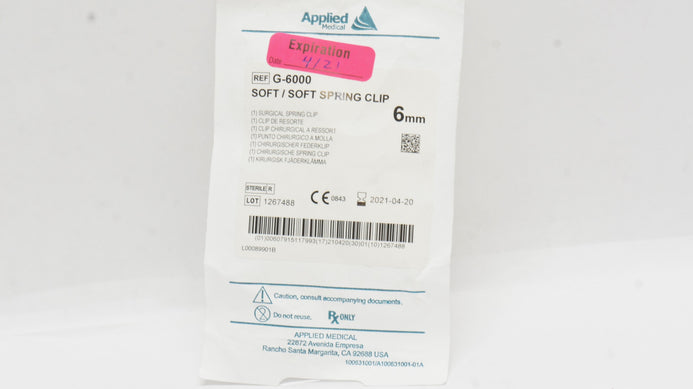 Applied
Medical
Expiration
Date 4/21
REF G-6000
SOFT / SOFT SPRING CLIP
6mm
(1) SURGICAL SPRING CLIP
(1) CLIP DE RESORTE
(1) CLIP CHIRURGICAL A RESSORT
(1) PUNTO CHIRURGICO A MOLLA
(1) CHIRURGISCHER FEDERKLIP
(1) CHIRURGISCHE SPRING CLIP
(1) KIRURGISK FJÄDERKLÄMMA
STERILE R
LOT 1267488
CE 0843
2021-04-20
(01)00607915117993(17)210420(30)01(10)1267488
L00089901B
Caution, consult accompanying documents.
Do not reuse.
Rx ONLY
APPLIED MEDICAL
22872 Avenida Empresa
Rancho Santa Margarita, CA 92688 USA
100631001/A100631001-01A